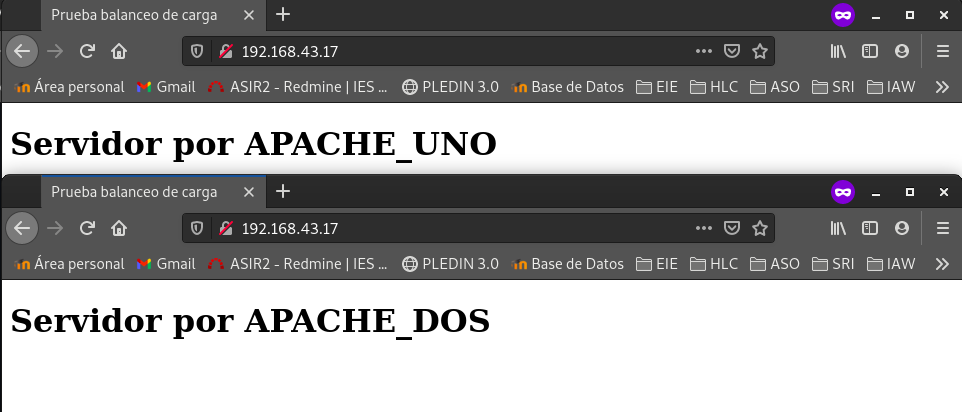 Prueba balanceo de carga
192.168.43.17
Área personal Gmail ASIR2 - Redmine | IES ... PLEDIN 3.0 Base de Datos EIE HLC ASO SRI IAW
Servidor por APACHE_UNO
Prueba balanceo de carga
192.168.43.17
Área personal Gmail ASIR2 - Redmine | IES ... PLEDIN 3.0 Base de Datos EIE HLC ASO SRI IAW
Servidor por APACHE_DOS